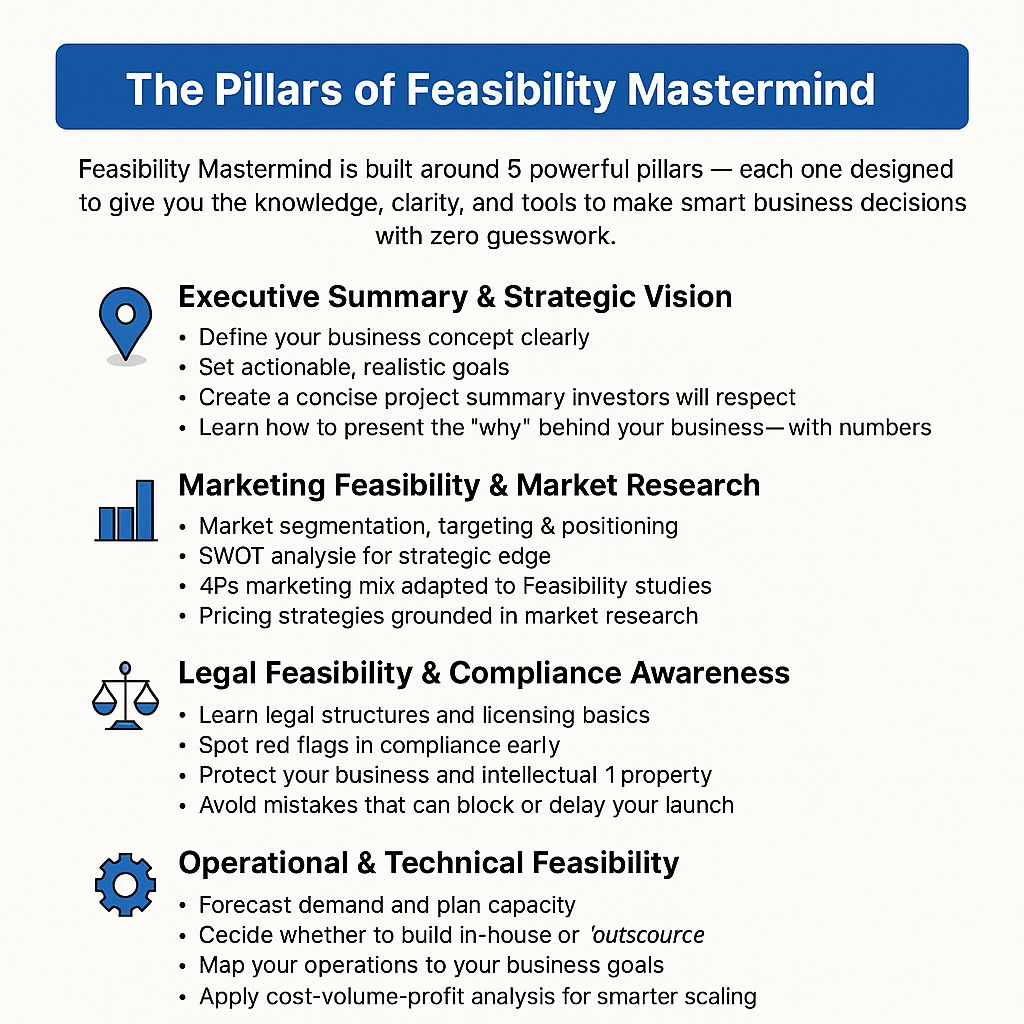 The Pillars of Feasibility Mastermind
Feasibility Mastermind is built around 5 powerful pillars — each one designed
to give you the knowledge, clarity, and tools to make smart business decisions
with zero guesswork.
Executive Summary & Strategic Vision
• Define your business concept clearly
• Set actionable, realistic goals
• Create a concise project summary investors will respect
• Learn how to present the "why" behind your business—with numbers
Marketing Feasibility & Market Research
• Market segmentation, targeting & positioning
• SWOT analysie for strategic edge
• 4Ps marketing mix adapted to Feasibility studies
• Pricing strategies grounded in market research
Legal Feasibility & Compliance Awareness
• Learn legal structures and licensing basics
• Spot red flags in compliance early
• Protect your business and intellectual 1 property
• Avoid mistakes that can block or delay your launch
Operational & Technical Feasibility
• Forecast demand and plan capacity
• Cecide whether to build in-house or 'outscource
• Map your operations to your business goals
• Apply cost-volume-profit analysis for smarter scaling